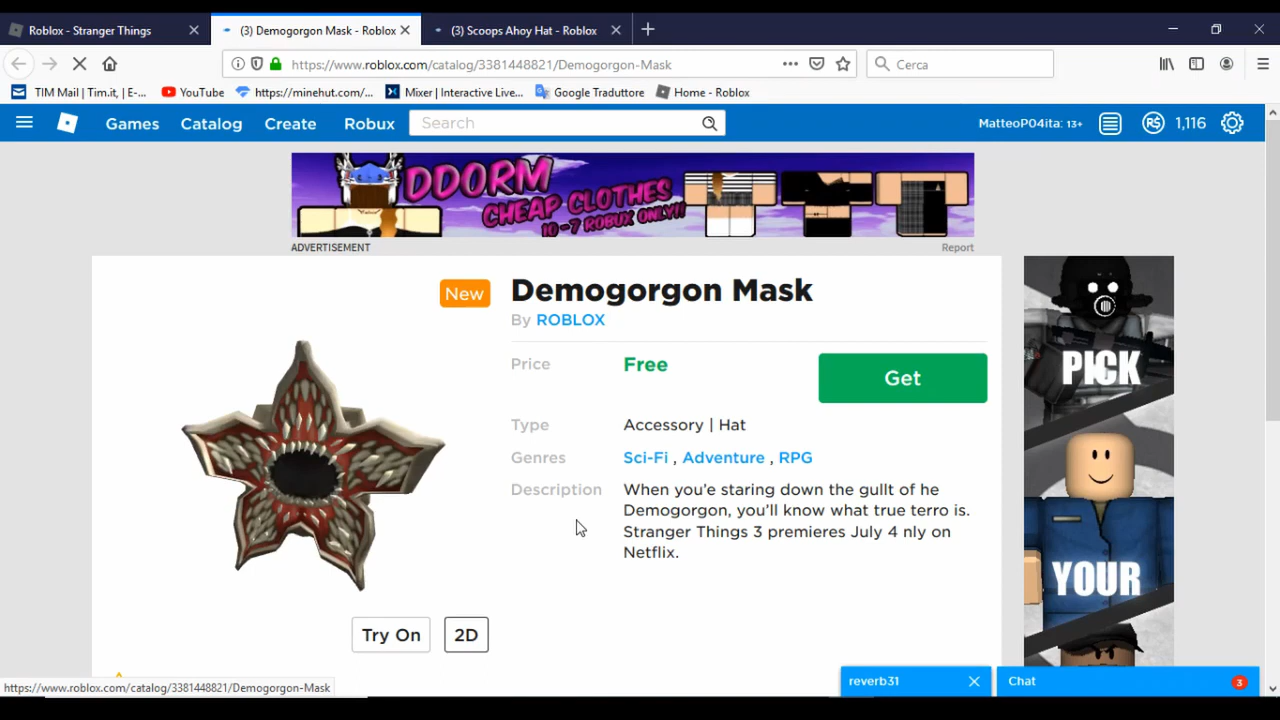 Roblox - Stranger Things
(3) Demogorgon Mask - Roblox
(3) Scoops Ahoy Hat - Roblox
https://www.roblox.com/catalog/3381448821/Demogorgon-Mask
Cerca
TIM Mail | Tim.it, | E-...
YouTube
https://minehut.com/...
Mixer | Interactive Live...
Google Traduttore
Home - Roblox
Games
Catalog
Create
Robux
Search
MatteoP04ita: 13+
R$
1,116
DDORM
CHEAP CLOTHES
10 - 7 ROBUX ONLY!!
ADVERTISEMENT
Report
New
Demogorgon Mask
By ROBLOX
Price
Free
Get
Type
Accessory | Hat
Genres
Sci-Fi , Adventure , RPG
Description
When you'e staring down the gullt of he
Demogorgon, you'll know what true terro is.
Stranger Things 3 premieres July 4 nly on
Netflix.
Try On
2D
PICK
YOUR
reverb31
Chat
3
https://www.roblox.com/catalog/3381448821/Demogorgon-Mask